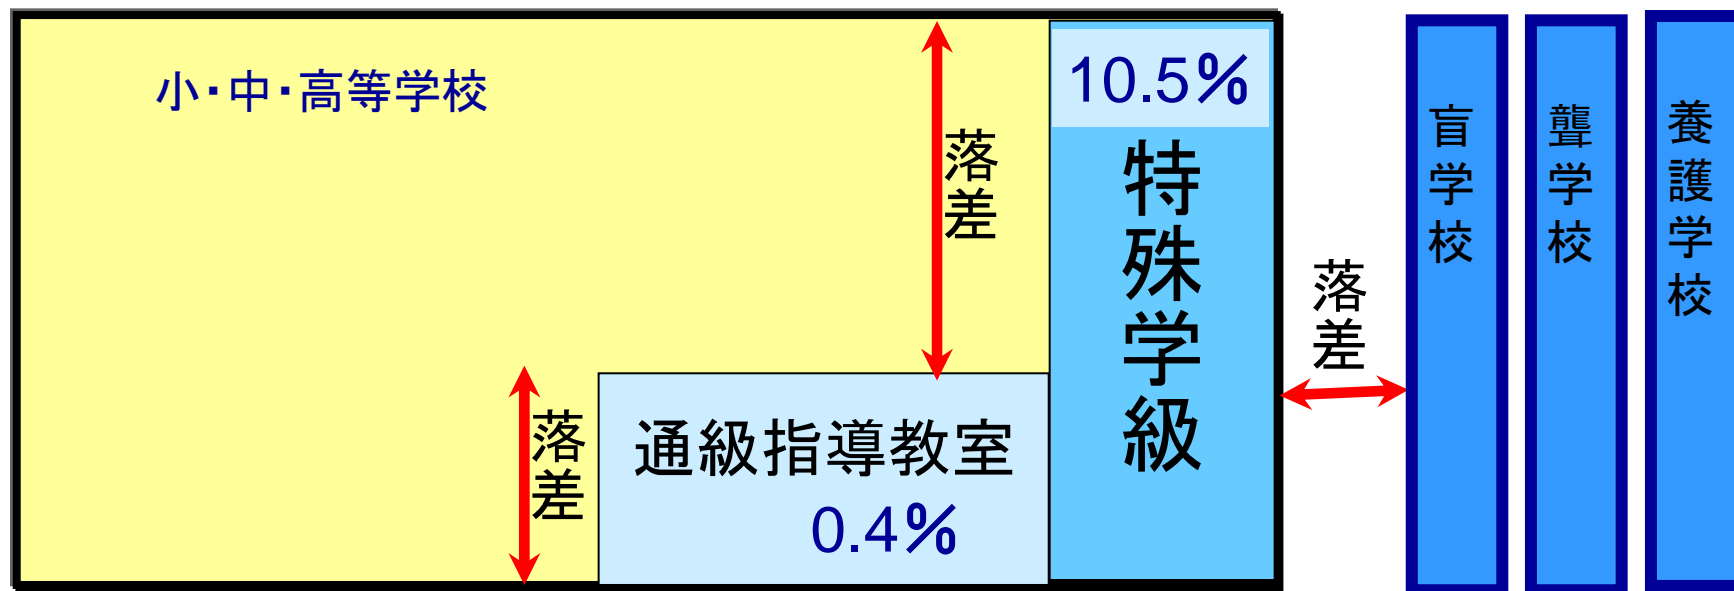 小・中・高等学校
落差
10.5%
特殊学級
落差
通級指導教室
0.4%
落差
盲学校
聾学校
養護学校